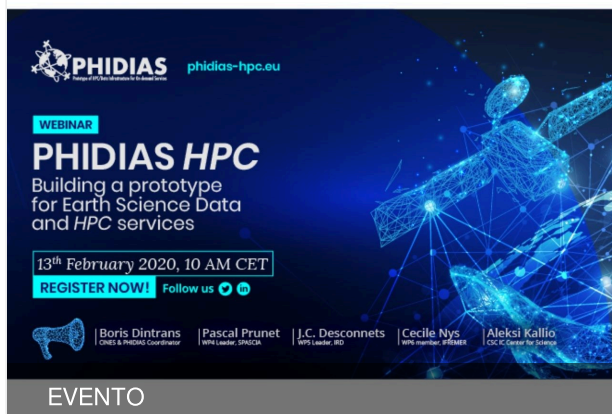 PHIDIAS
Prototype of HPC/Data Infrastructure for On-demand Services
phidias-hpc.eu
WEBINAR
PHIDIAS HPC
Building a prototype
for Earth Science Data
and HPC services
13th February 2020, 10 AM CET
REGISTER NOW! Follow us
Boris Dintrans
CINES & PHIDIAS Coordinator
Pascal Prunet
WP4 Leader, SPASCIA
J.C. Desconnets
WP5 Leader, IRD
Cecile Nys
WP6 member, IFREMER
Aleksi Kallio
CSC IC Center for Science
EVENTO